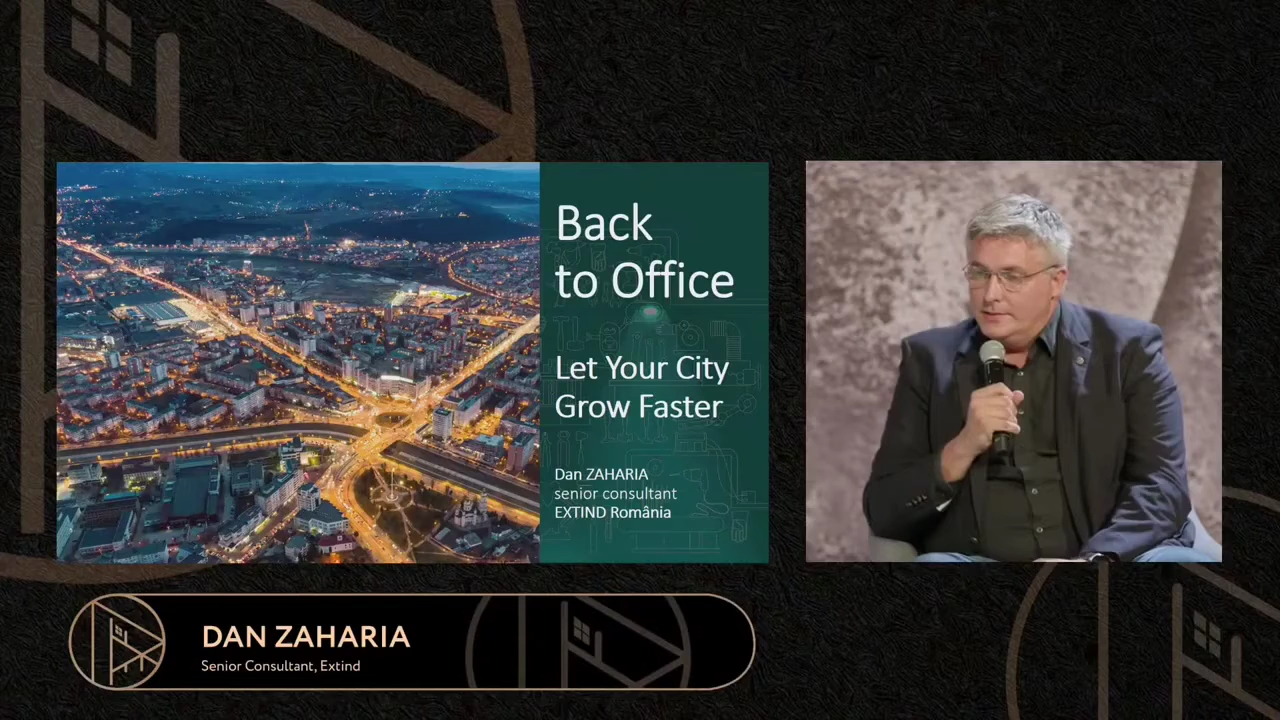 Back
to Office
Let Your City
Grow Faster
Dan ZAHARIA
senior consultant
EXTIND România
DAN ZAHARIA
Senior Consultant, Extind